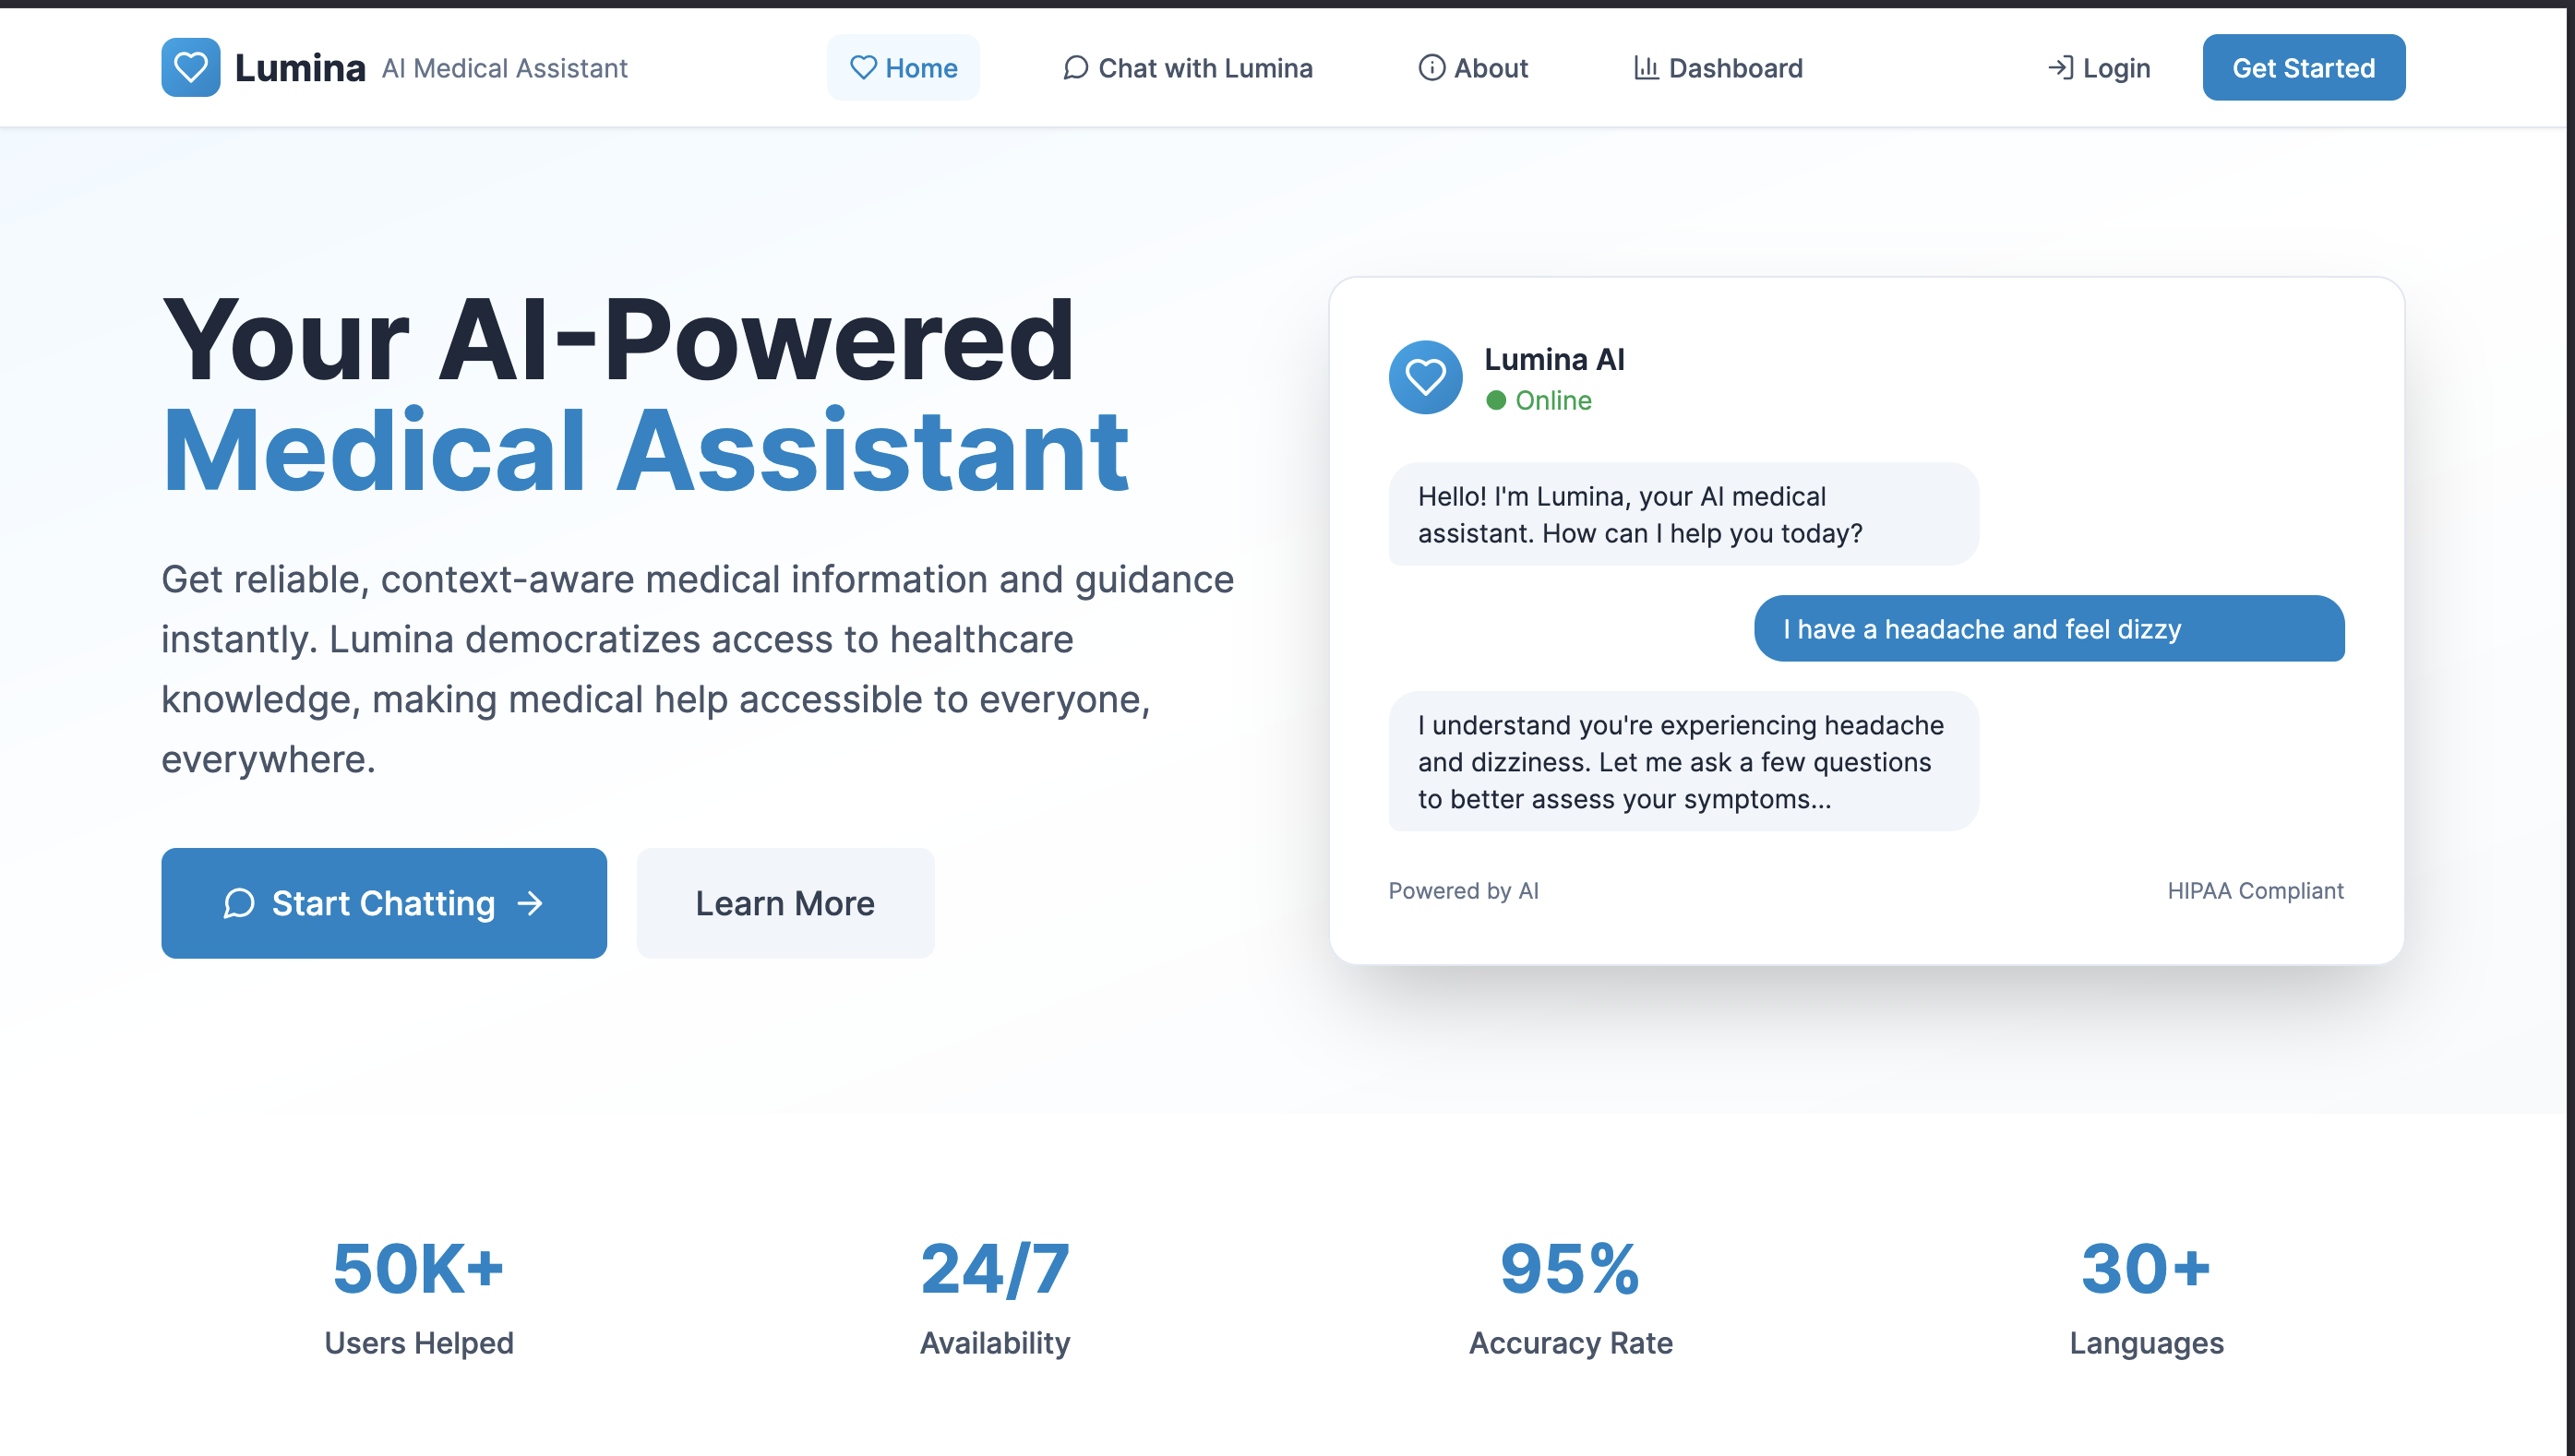 Lumina AI Medical Assistant
Home
Chat with Lumina
About
Dashboard
Login
Get Started
Your AI-Powered
Medical Assistant
Get reliable, context-aware medical information and guidance
instantly. Lumina democratizes access to healthcare
knowledge, making medical help accessible to everyone,
everywhere.
Start Chatting
Learn More
Lumina AI
Online
Hello! I'm Lumina, your AI medical
assistant. How can I help you today?
I have a headache and feel dizzy
I understand you're experiencing headache
and dizziness. Let me ask a few questions
to better assess your symptoms...
Powered by AI
HIPAA Compliant
50K+
Users Helped
24/7
Availability
95%
Accuracy Rate
30+
Languages